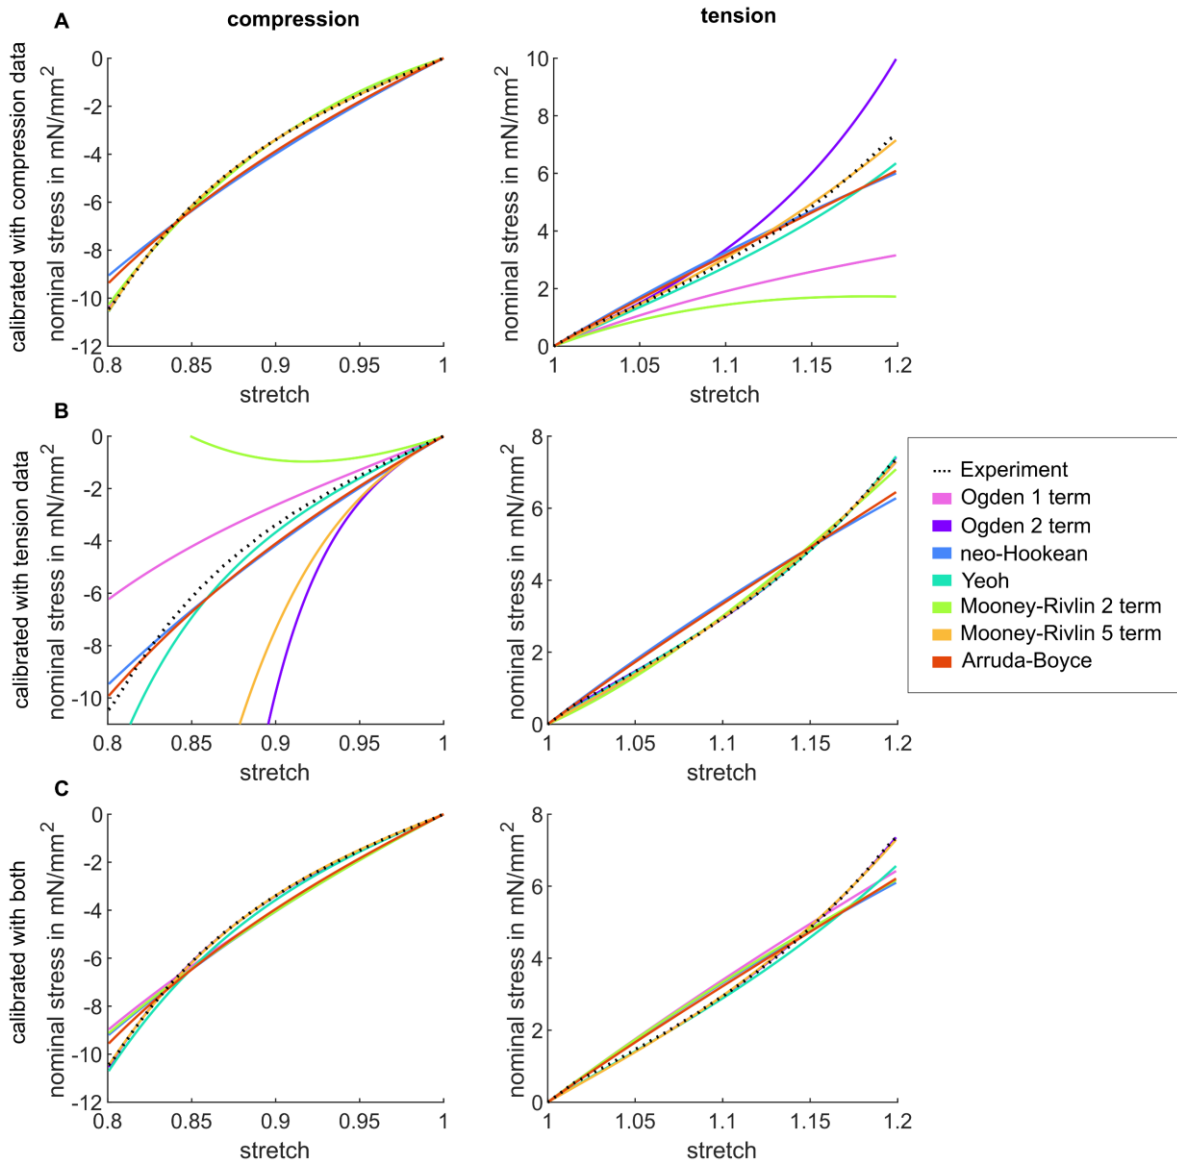 A
compression
tension
calibrated with compression data
nominal stress in mN/mm2
0
-2
-4
-6
-8
-10
-12
0.8
0.85
0.9
0.95
1
stretch
nominal stress in mN/mm2
10
8
6
4
2
0
1
1.05
1.1
1.15
1.2
stretch
B
calibrated with tension data
nominal stress in mN/mm2
0
-2
-4
-6
-8
-10
0.8
0.85
0.9
0.95
1
stretch
nominal stress in mN/mm2
8
6
4
2
0
1
1.05
1.1
1.15
1.2
stretch
Experiment
Ogden 1 term
Ogden 2 term
neo-Hookean
Yeoh
Mooney-Rivlin 2 term
Mooney-Rivlin 5 term
Arruda-Boyce
C
calibrated with both
nominal stress in mN/mm2
0
-2
-4
-6
-8
-10
-12
0.8
0.85
0.9
0.95
1
stretch
nominal stress in mN/mm2
8
6
4
2
0
1
1.05
1.1
1.15
1.2
stretch